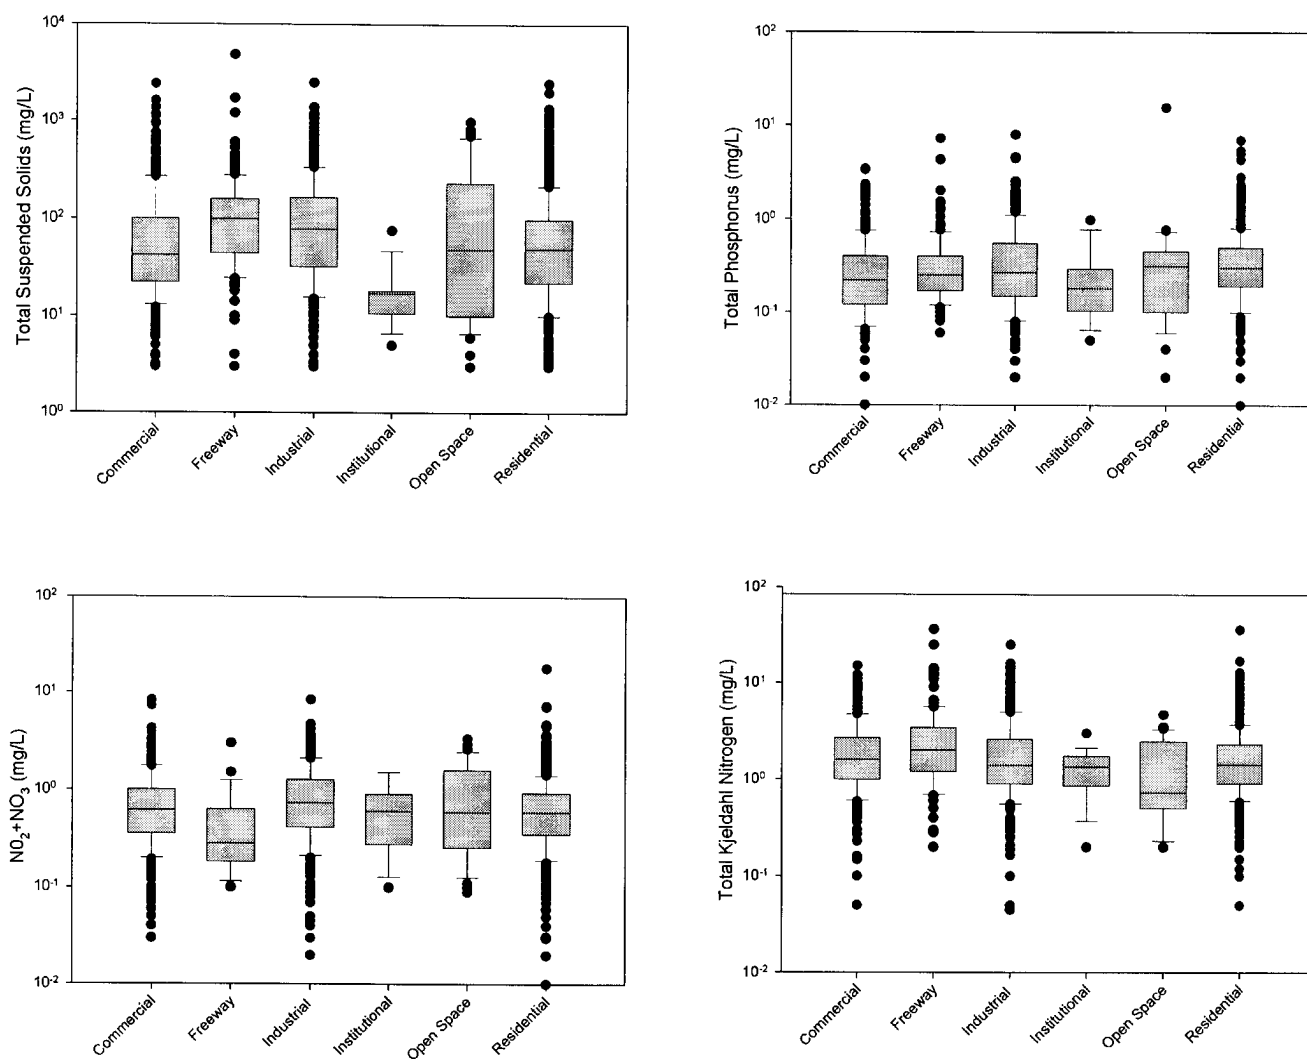 Total Suspended Solids (mg/L)
10⁴
10³
10²
10¹
10⁰
Commercial
Freeway
Industrial
Institutional
Open Space
Residential
Total Phosphorus (mg/L)
10²
10¹
10⁰
10⁻¹
10⁻²
Commercial
Freeway
Industrial
Institutional
Open Space
Residential
N0₂+NO₃ (mg/L)
10²
10¹
10⁰
10⁻¹
10⁻²
Commercial
Freeway
Industrial
Institutional
Open Space
Residential
Total Kjeldahl Nitrogen (mg/L)
10²
10¹
10⁰
10⁻¹
10⁻²
Commercial
Freeway
Industrial
Institutional
Open Space
Residential